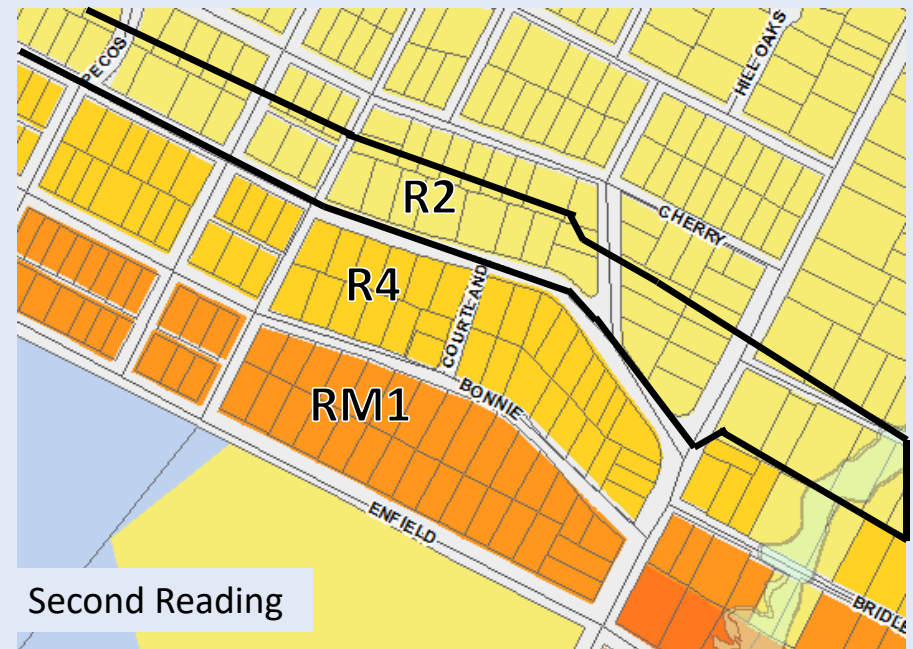 PECOS
HILL OAKS
R2
CHERRY
R4
COURTLAND
BONNIE
RM1
ENFIELD
Second Reading
BRIDLE